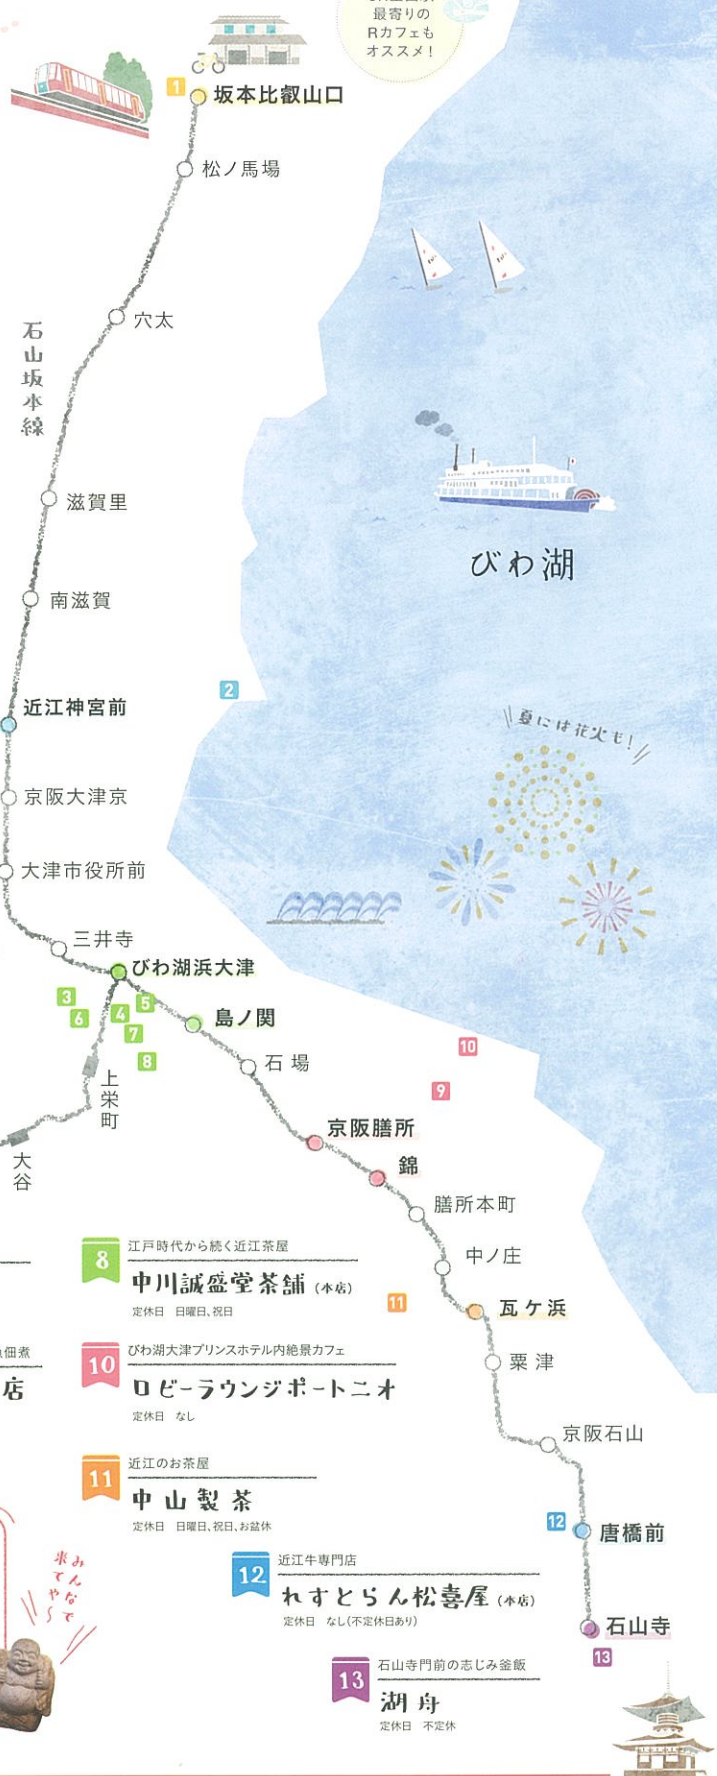 最寄りの
Rカフェも
オススメ！
1
坂本比叡山口
松ノ馬場
穴太
石山坂本線
滋賀里
びわ湖
南滋賀
2
近江神宮前
夏には花火も！
京阪大津京
大津市役所前
三井寺
びわ湖浜大津
3
6
4
5
7
8
島ノ関
石場
10
9
上栄町
大谷
京阪膳所
錦
膳所本町
中ノ庄
11
瓦ケ浜
粟津
京阪石山
12
唐橋前
石山寺
13
8
江戸時代から続く近江茶屋
中川誠盛堂茶舗（本店）
定休日 日曜日、祝日
佃煮
店
10
びわ湖大津プリンスホテル内絶景カフェ
ロビーラウンジポートニオ
定休日 なし
11
近江のお茶屋
中山製茶
定休日 日曜日、祝日、お盆休
12
近江牛専門店
れすとらん松喜屋（本店）
定休日 なし（不定休日あり）
13
石山寺門前の志じみ釜飯
湖舟
定休日 不定休
みんなで
来てや～